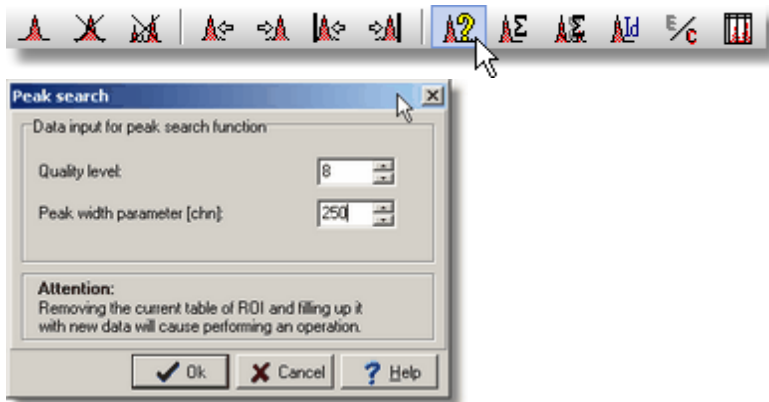 ? Σ Σ Id E/c
Peak search
Data input for peak search function
Quality level: 8
Peak width parameter [chn]: 250
Attention:
Removing the current table of ROI and filling up it
with new data will cause performing an operation.
Ok Cancel ? Help